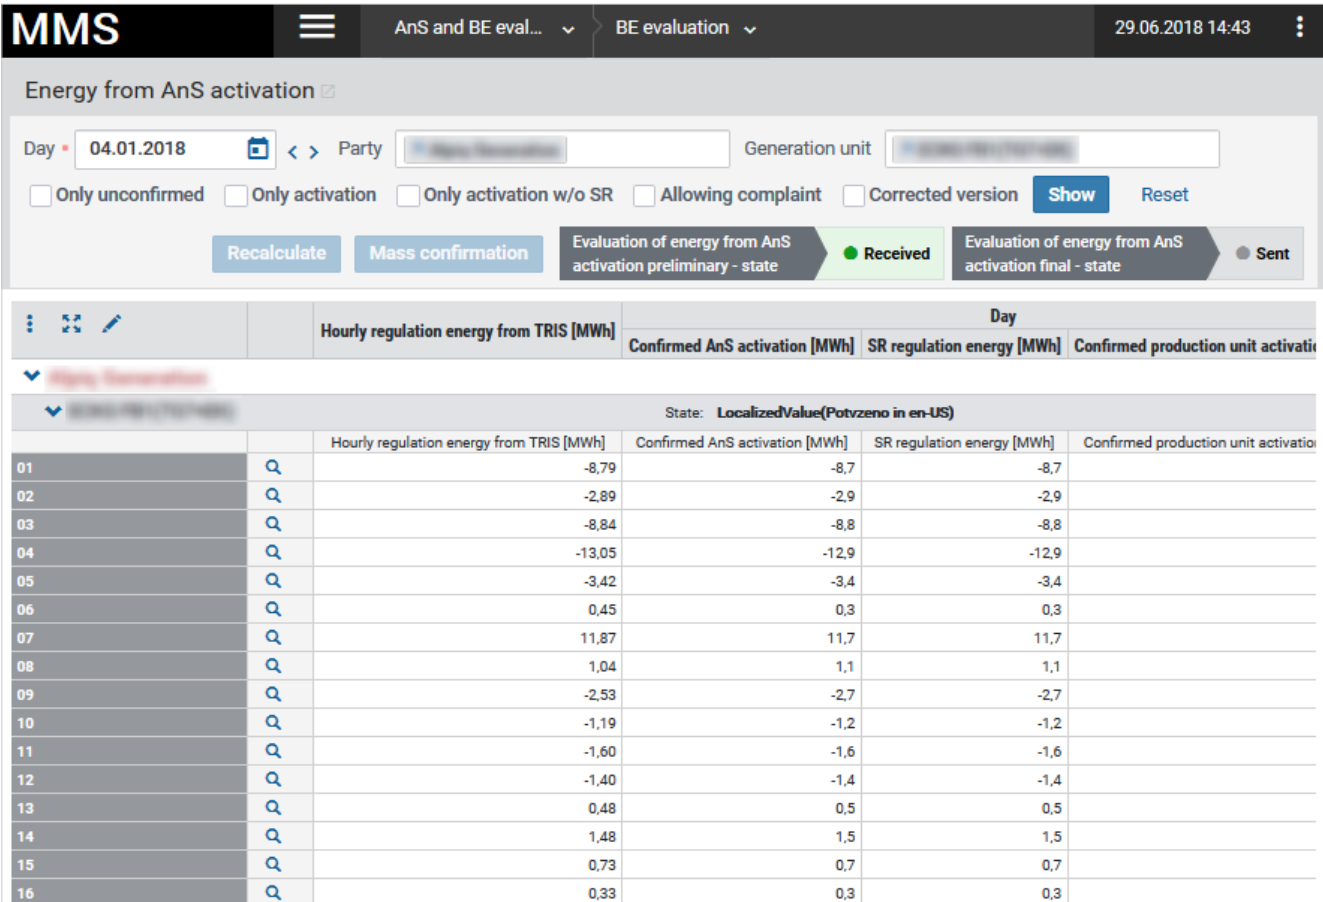 MMS AnS and BE eval... BE evaluation 29.06.2018 14:43
Energy from AnS activation
Day • 04.01.2018 Party Generation unit
Only unconfirmed Only activation Only activation w/o SR Allowing complaint Corrected version Show Reset
Recalculate Mass confirmation Evaluation of energy from AnS activation preliminary - state Received Evaluation of energy from AnS activation final - state Sent
Day
Hourly regulation energy from TRIS [MWh] Confirmed AnS activation [MWh] SR regulation energy [MWh] Confirmed production unit activatio
State: LocalizedValue(Potvzeno in en-US)
Hourly regulation energy from TRIS [MWh] Confirmed AnS activation [MWh] SR regulation energy [MWh] Confirmed production unit activatio
01 -8,79 -8,7 -8,7
02 -2,89 -2,9 -2,9
03 -8,84 -8,8 -8,8
04 -13,05 -12,9 -12,9
05 -3,42 -3,4 -3,4
06 0,45 0,3 0,3
07 11,87 11,7 11,7
08 1,04 1,1 1,1
09 -2,53 -2,7 -2,7
10 -1,19 -1,2 -1,2
11 -1,60 -1,6 -1,6
12 -1,40 -1,4 -1,4
13 0,48 0,5 0,5
14 1,48 1,5 1,5
15 0,73 0,7 0,7
16 0,33 0,3 0,3